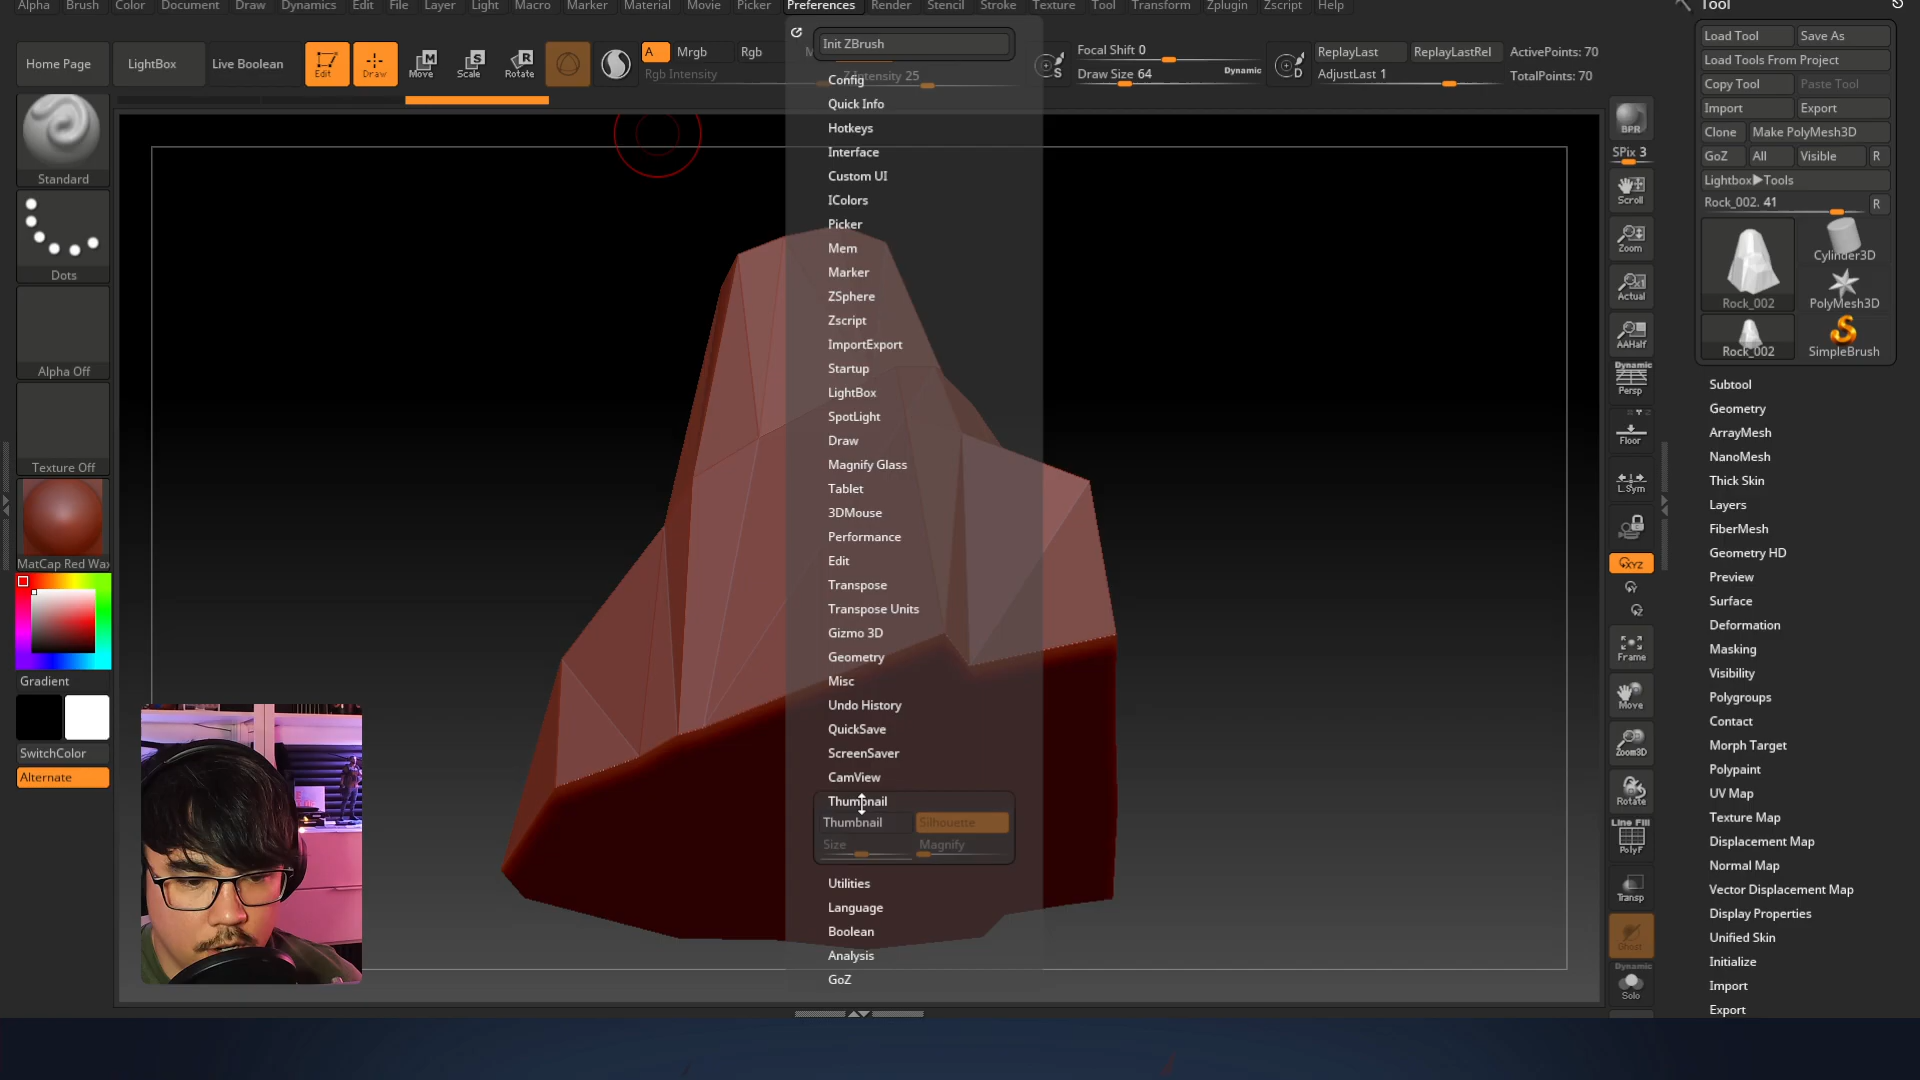 Alpha Brush Color Document Draw Dynamics Edit File Layer Light Macro Marker Material Movie Picker Preferences Render Stencil Stroke Texture Tool Transform Zplugin Zscript Help
Tool
Home Page
LightBox
Live Boolean
Edit
Draw
Move
Scale
Rotate
A
Mrgb
Rgb
M
Rgb Intensity
Z Intensity 25
S
Focal Shift 0
Draw Size 64
Dynamic
D
ReplayLast
ReplayLastRel
ActivePoints: 70
AdjustLast 1
TotalPoints: 70
Standard
Dots
Alpha Off
Texture Off
MatCap Red Wax
Gradient
SwitchColor
Alternate
Init ZBrush
Config
Quick Info
Hotkeys
Interface
Custom UI
IColors
Picker
Mem
Marker
ZSphere
Zscript
ImportExport
Startup
LightBox
SpotLight
Draw
Magnify Glass
Tablet
3DMouse
Performance
Edit
Transpose
Transpose Units
Gizmo 3D
Geometry
Misc
Undo History
QuickSave
ScreenSaver
CamView
Thumbnail
Thumbnail
Silhouette
Size
Magnify
Utilities
Language
Boolean
Analysis
GoZ
BPR
SPix 3
Scroll
Zoom
Actual
AAHalf
Dynamic
Persp
Floor
L.Sym
XYZ
Frame
Move
Zoom3D
Rotate
Line Fill
PolyF
Transp
Ghost
Dynamic
Solo
Load Tool
Save As
Load Tools From Project
Copy Tool
Paste Tool
Import
Export
Clone
Make PolyMesh3D
GoZ
All
Visible
R
Lightbox▶Tools
Rock_002. 41
R
Rock_002
Cylinder3D
PolyMesh3D
Rock_002
SimpleBrush
Subtool
Geometry
ArrayMesh
NanoMesh
Thick Skin
Layers
FiberMesh
Geometry HD
Preview
Surface
Deformation
Masking
Visibility
Polygroups
Contact
Morph Target
Polypaint
UV Map
Texture Map
Displacement Map
Normal Map
Vector Displacement Map
Display Properties
Unified Skin
Initialize
Import
Export